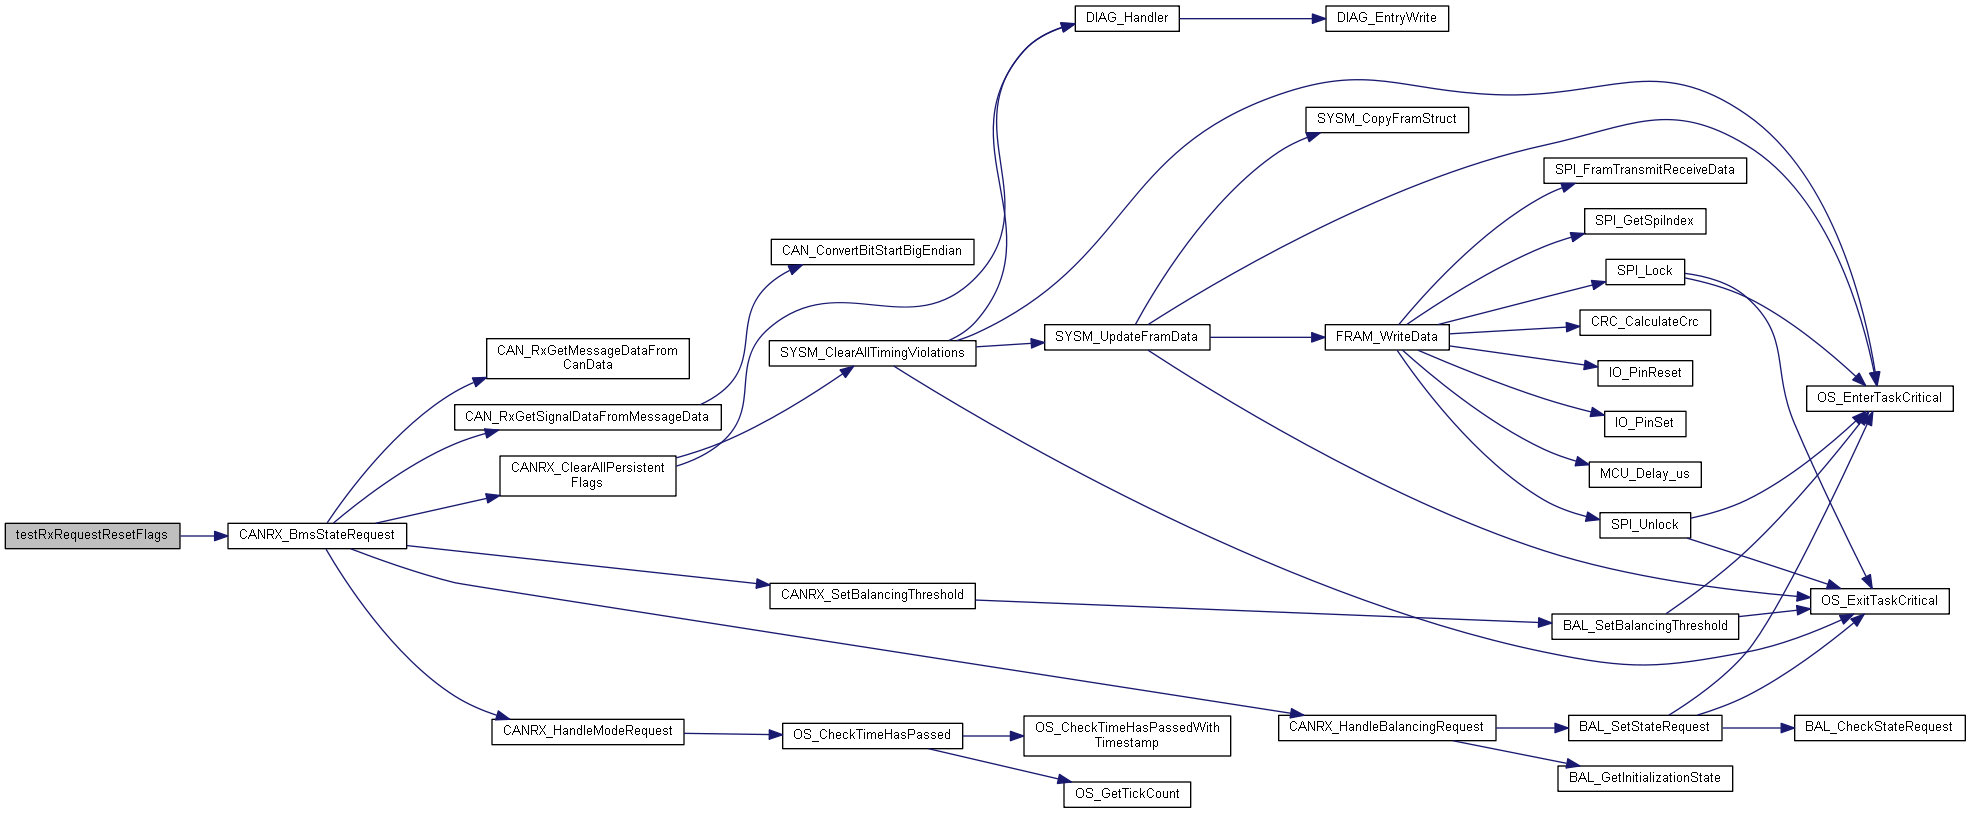 DIAG_Handler
DIAG_EntryWrite
SYSM_CopyFramStruct
SPI_FramTransmitReceiveData
SPI_GetSpiIndex
CAN_ConvertBitStartBigEndian
SPI_Lock
CRC_CalculateCrc
SYSM_UpdateFramData
FRAM_WriteData
CAN_RxGetMessageDataFrom
CanData
SYSM_ClearAllTimingViolations
IO_PinReset
OS_EnterTaskCritical
CAN_RxGetSignalDataFromMessageData
IO_PinSet
CANRX_ClearAllPersistent
Flags
MCU_Delay_us
SPI_Unlock
testRxRequestResetFlags
CANRX_BmsStateRequest
CANRX_SetBalancingThreshold
OS_ExitTaskCritical
BAL_SetBalancingThreshold
CANRX_HandleModeRequest
OS_CheckTimeHasPassed
OS_CheckTimeHasPassedWith
Timestamp
CANRX_HandleBalancingRequest
BAL_SetStateRequest
BAL_CheckStateRequest
BAL_GetInitializationState
OS_GetTickCount